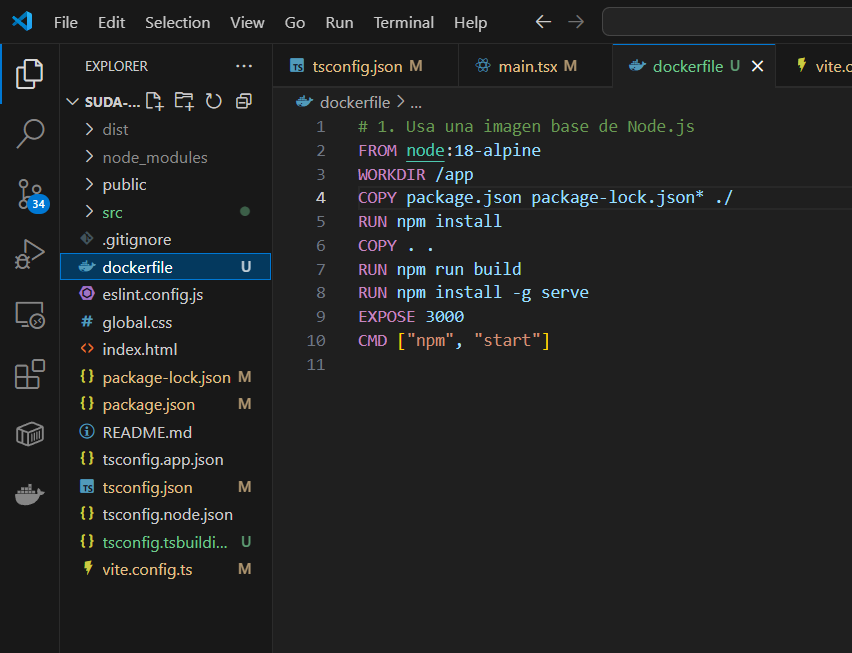 File Edit Selection View Go Run Terminal Help
EXPLORER
tsconfig.json M
main.tsx M
dockerfile U
vite.c
SUDA-...
dockerfile > ...
dist
node_modules
public
src
.gitignore
dockerfile U
eslint.config.js
global.css
index.html
package-lock.json M
package.json M
README.md
tsconfig.app.json
tsconfig.json M
tsconfig.node.json
tsconfig.tsbuildi... U
vite.config.ts M
34
1 # 1. Usa una imagen base de Node.js
2 FROM node:18-alpine
3 WORKDIR /app
4 COPY package.json package-lock.json* ./
5 RUN npm install
6 COPY . .
7 RUN npm run build
8 RUN npm install -g serve
9 EXPOSE 3000
10 CMD ["npm", "start"]
11